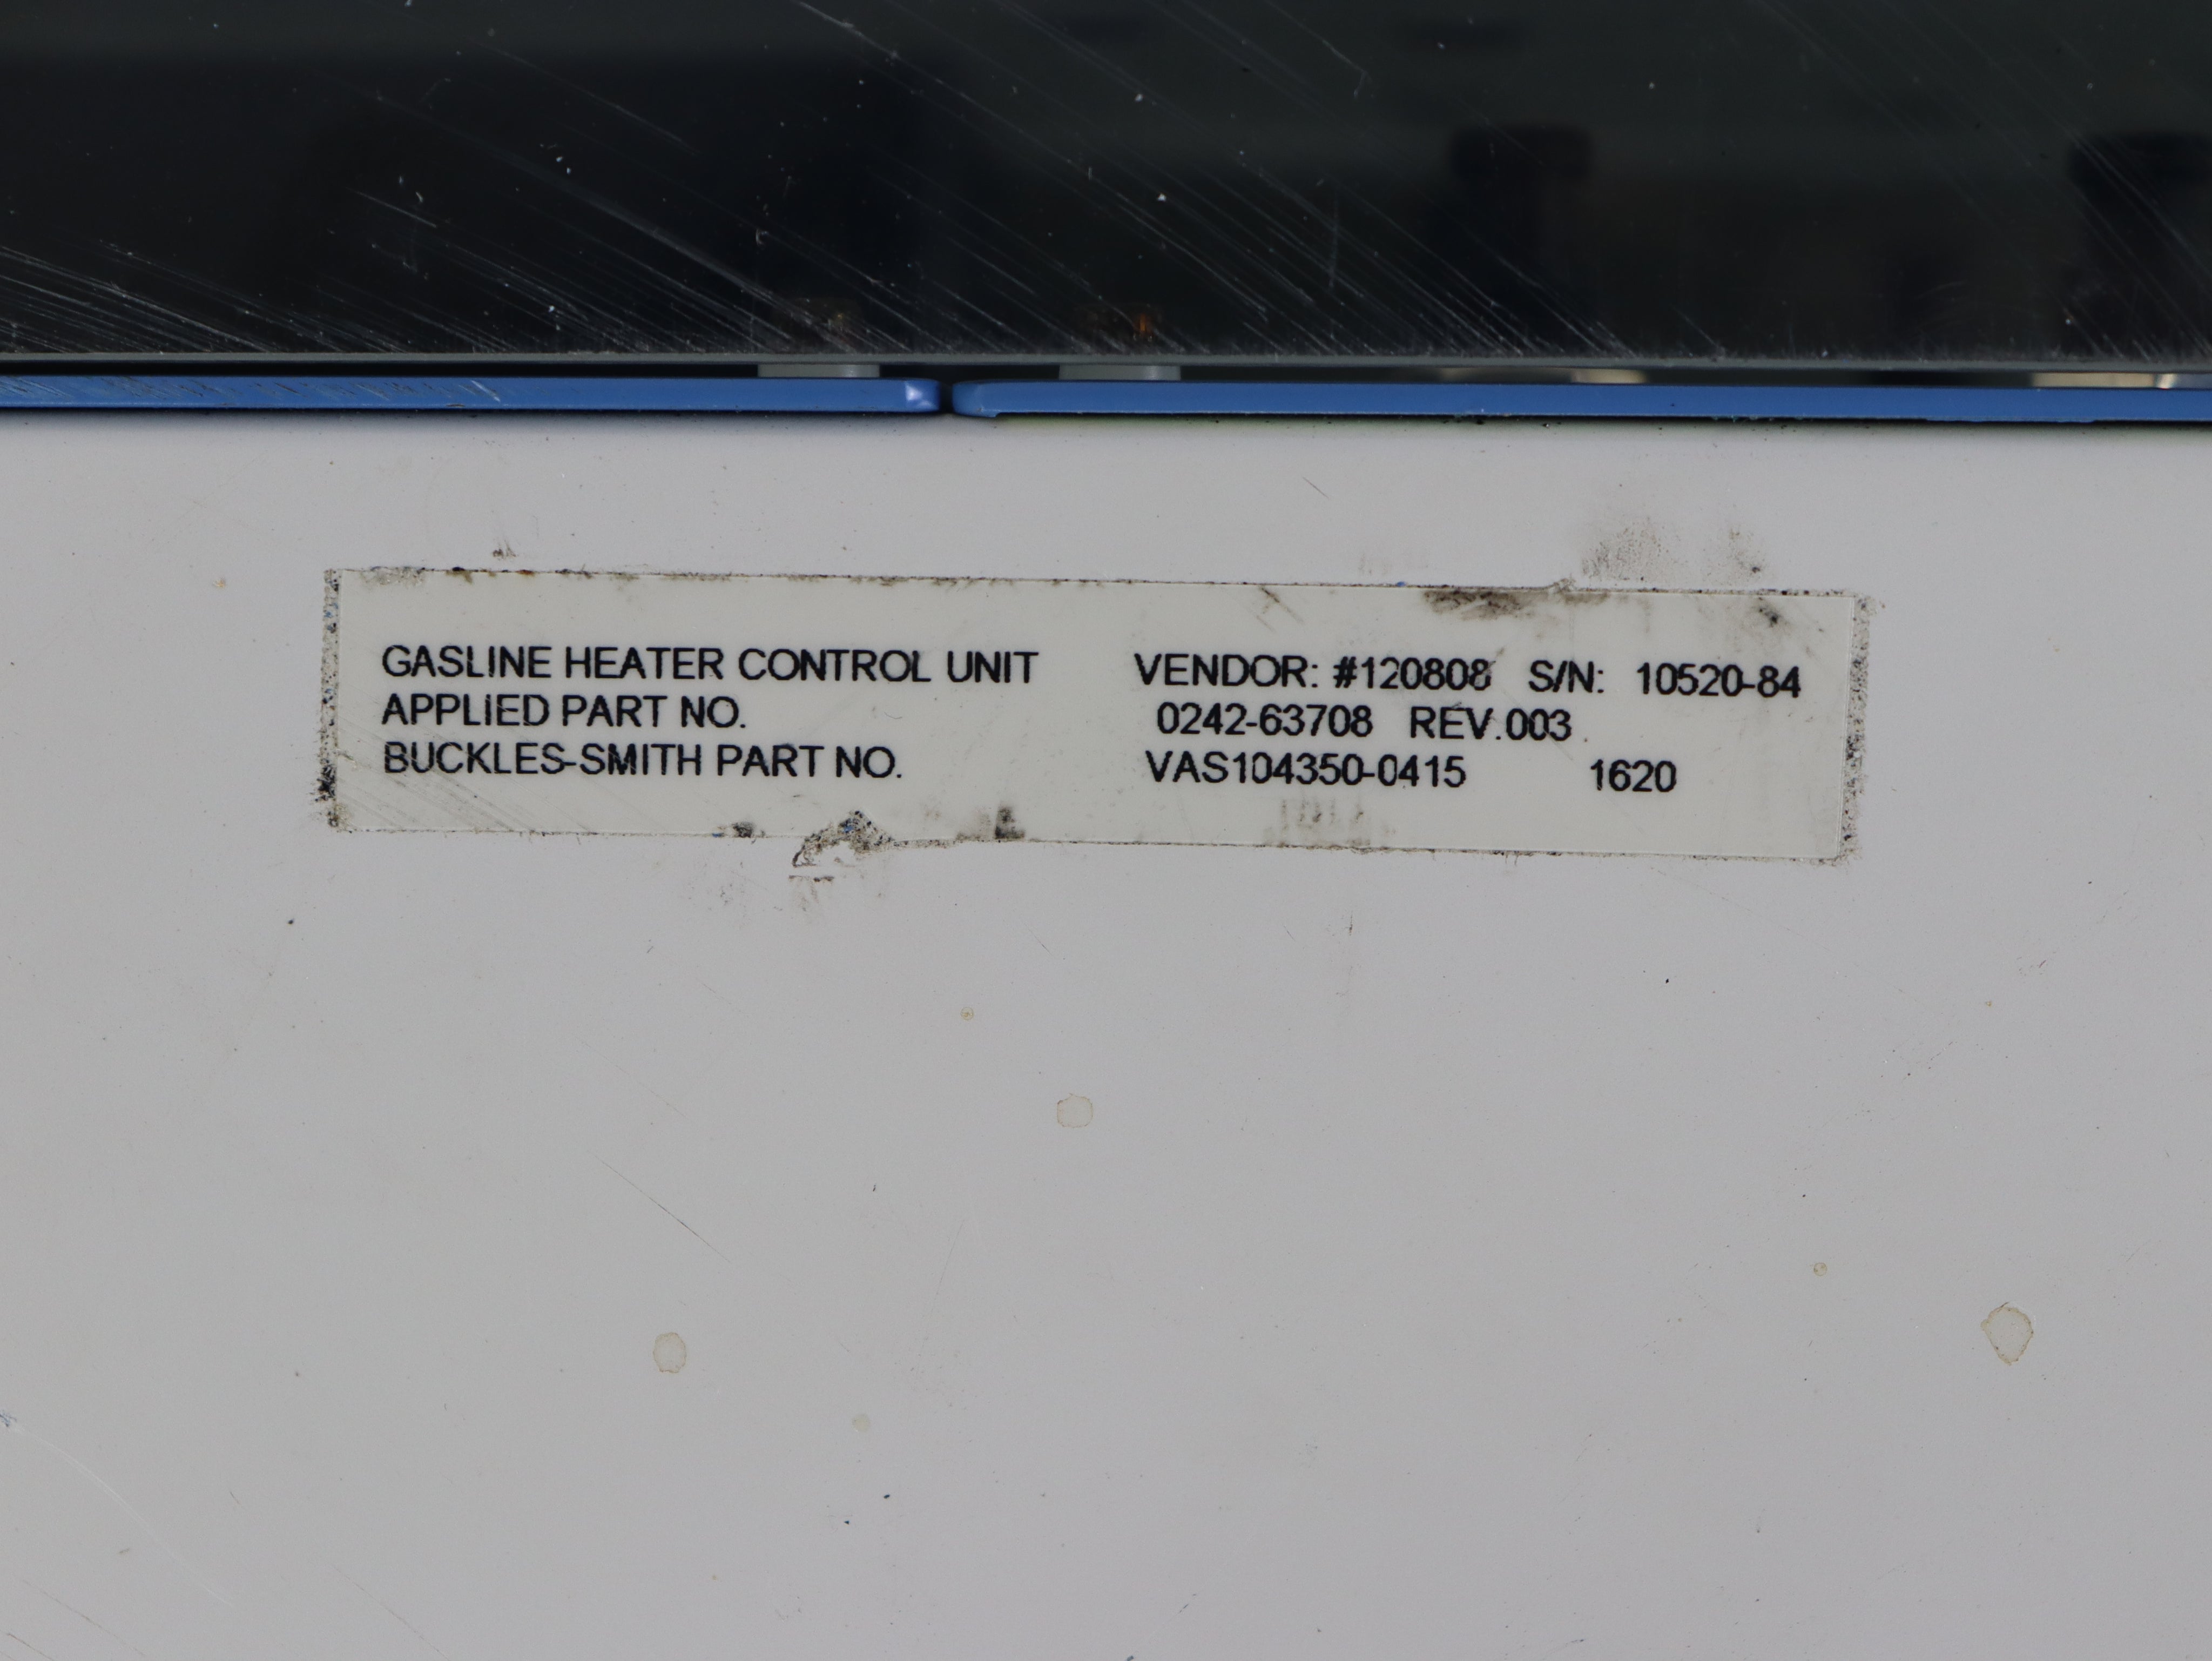 GASLINE HEATER CONTROL UNIT VENDOR: #120808 S/N: 10520-84
APPLIED PART NO. 0242-63708 REV.003
BUCKLES-SMITH PART NO. VAS104350-0415 1620